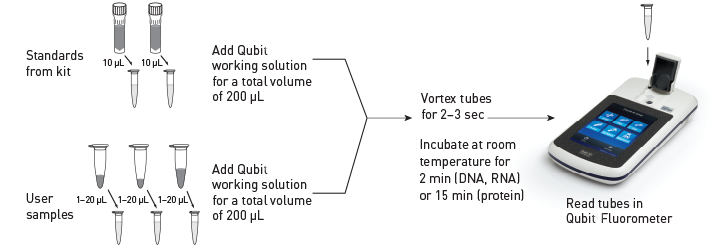 Standards
from kit
10 µL
10 µL
Add Qubit
working solution
for a total volume
of 200 µL
User
samples
1–20 µL
1–20 µL
1–20 µL
Add Qubit
working solution
for a total volume
of 200 µL
Vortex tubes
for 2–3 sec
Incubate at room
temperature for
2 min (DNA, RNA)
or 15 min (protein)
Read tubes in
Qubit Fluorometer